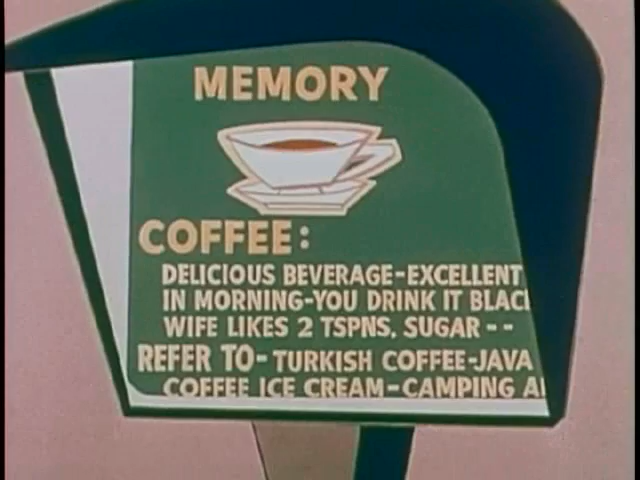 MEMORY
COFFEE:
DELICIOUS BEVERAGE-EXCELLENT
IN MORNING-YOU DRINK IT BLAC
WIFE LIKES 2 TSPNS. SUGAR --
REFER TO-TURKISH COFFEE-JAVA
COFFEE ICE CREAM-CAMPING A